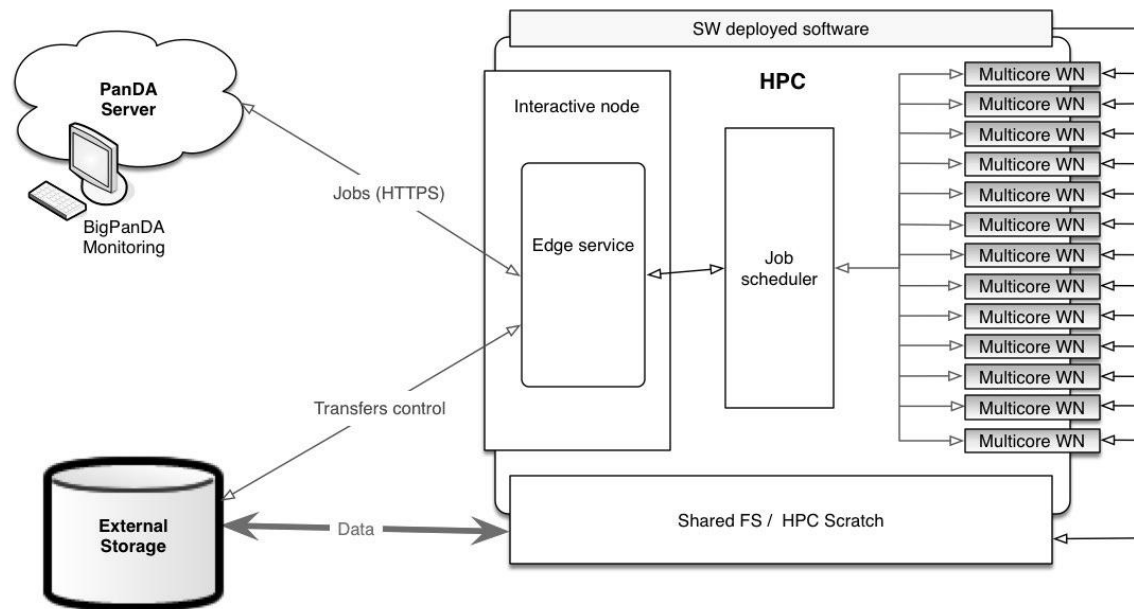 SW deployed software
PanDA
Server
BigPanDA
Monitoring
Jobs (HTTPS)
Interactive node
Edge service
HPC
Job
scheduler
Multicore WN
Multicore WN
Multicore WN
Multicore WN
Multicore WN
Multicore WN
Multicore WN
Multicore WN
Multicore WN
Multicore WN
Multicore WN
Multicore WN
Multicore WN
Transfers control
External
Storage
Data
Shared FS / HPC Scratch